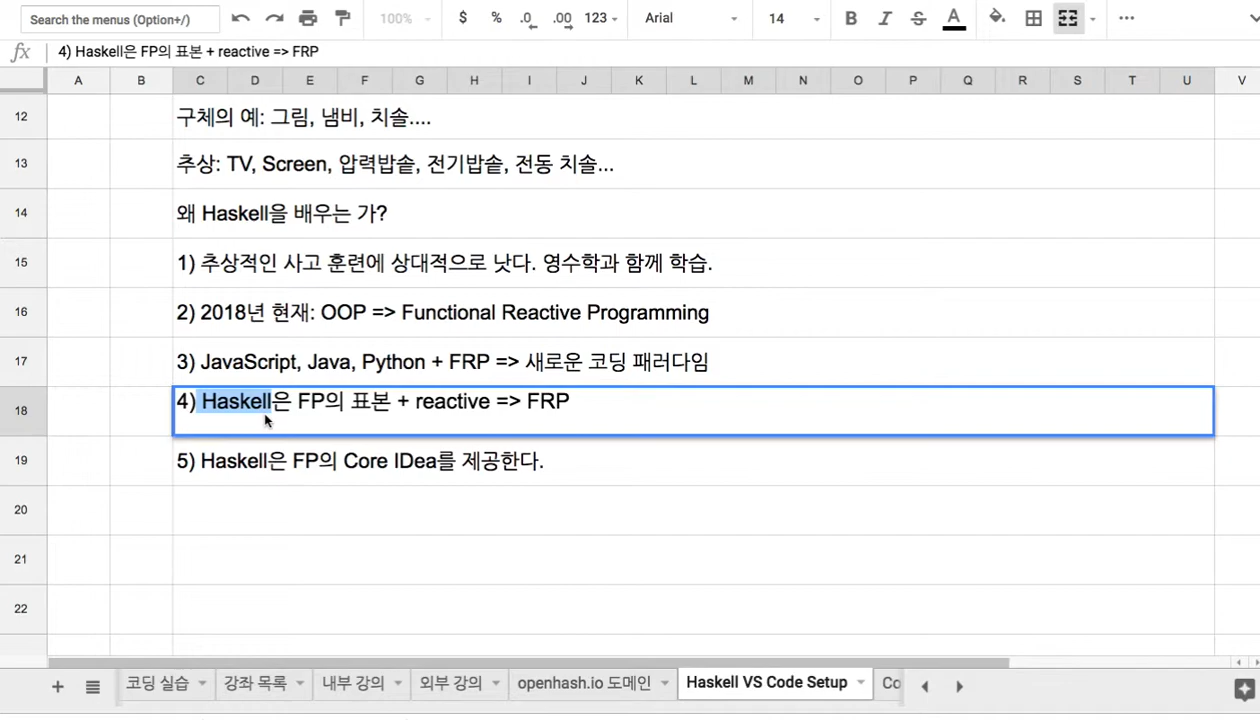 Search the menus (Option+/) 100% $ % .0 .00 123 Arial 14 B I S A
fx 4) Haskell은 FP의 표본 + reactive => FRP
A B C D E F G H I J K L M N O P Q R S T U V
12 구체의 예: 그림, 냄비, 치솔....
13 추상: TV, Screen, 압력밥솥, 전기밥솥, 전동 치솔...
14 왜 Haskell을 배우는 가?
15 1) 추상적인 사고 훈련에 상대적으로 낫다. 영수학과 함께 학습.
16 2) 2018년 현재: OOP => Functional Reactive Programming
17 3) JavaScript, Java, Python + FRP => 새로운 코딩 패러다임
18 4) Haskell은 FP의 표본 + reactive => FRP
19 5) Haskell은 FP의 Core IDea를 제공한다.
20
21
22
코딩 실습 강좌 목록 내부 강의 외부 강의 openhash.io 도메인 Haskell VS Code Setup Co